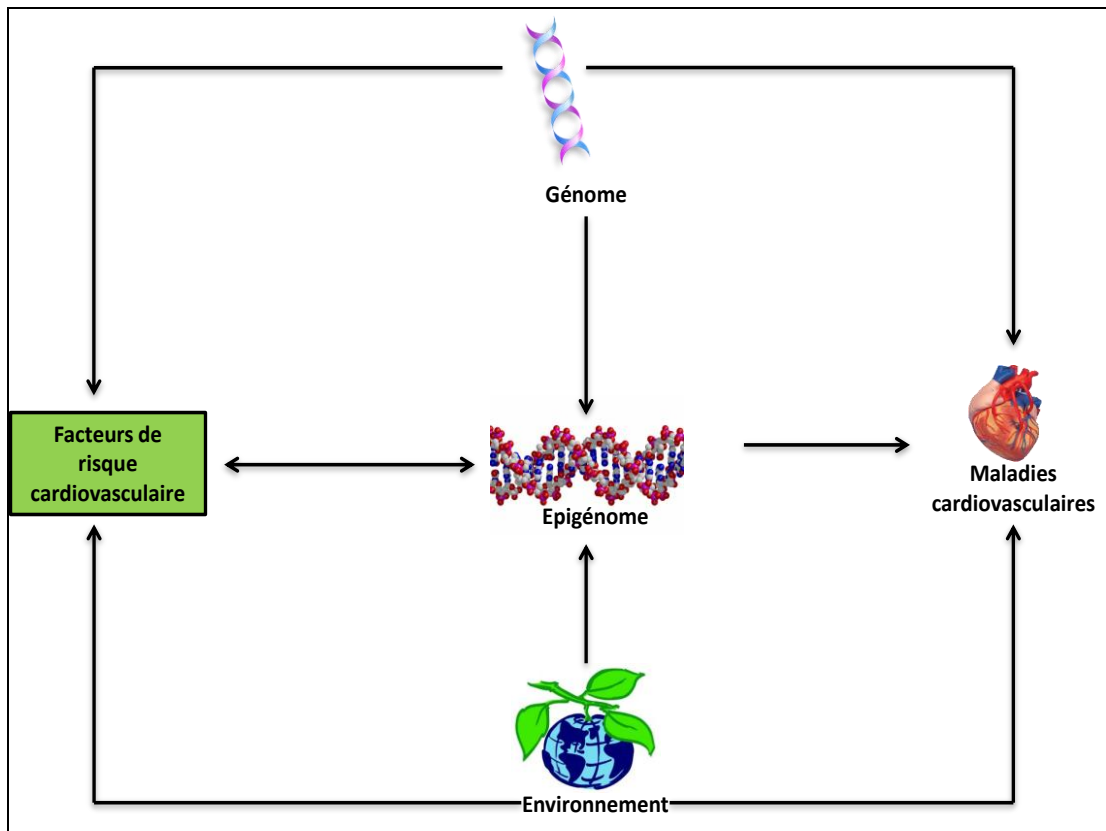 Génome
Facteurs de
risque
cardiovasculaire
Epigénome
Maladies
cardiovasculaires
Environnement